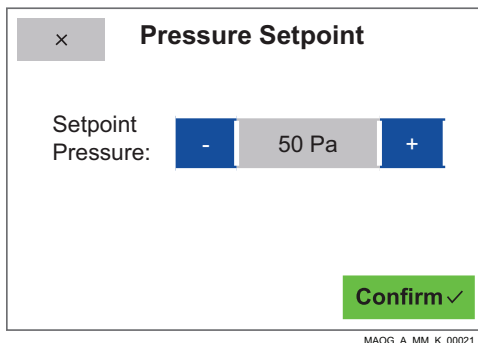 ×
Pressure Setpoint
Setpoint
Pressure:
- 50 Pa +
Confirm ✓
MAOG_A_MM_K_00021